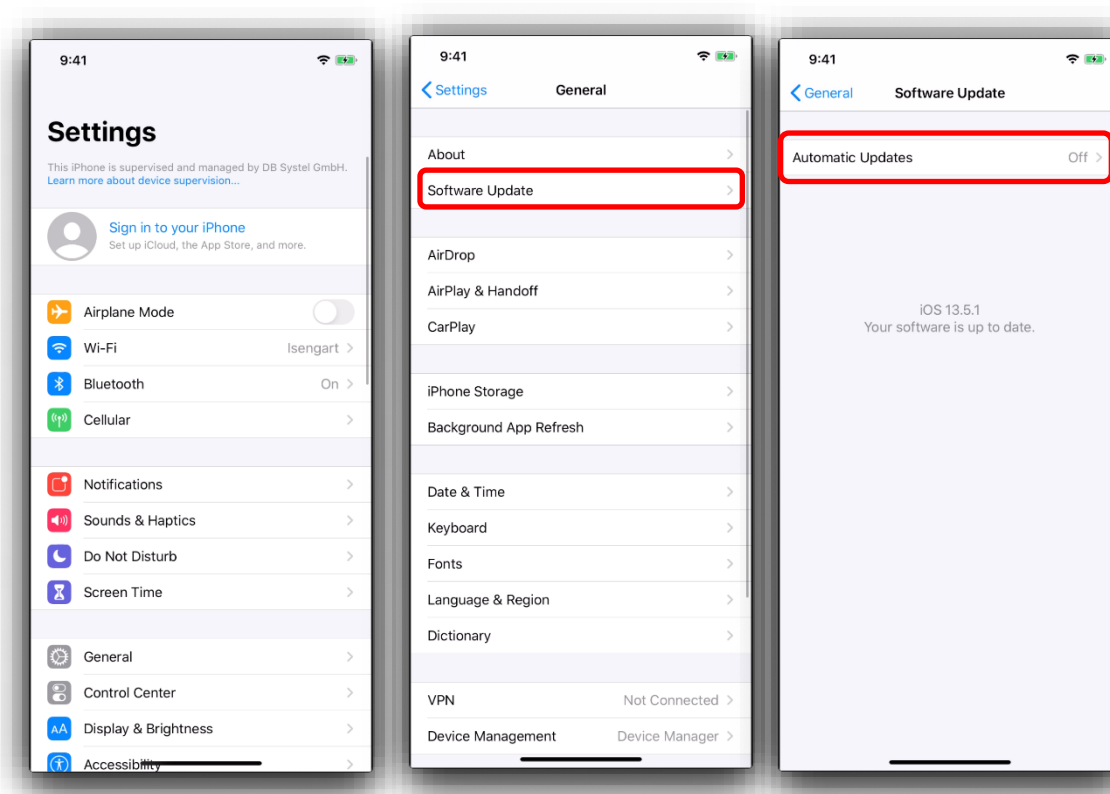 9:41
Settings
This iPhone is supervised and managed by DB Systel GmbH.
Learn more about device supervision...
Sign in to your iPhone
Set up iCloud, the App Store, and more.
Airplane Mode
Wi-Fi Isengart
Bluetooth On
Cellular
Notifications
Sounds & Haptics
Do Not Disturb
Screen Time
General
Control Center
AA Display & Brightness
Accessibility
9:41
Settings General
About
Software Update
AirDrop
AirPlay & Handoff
CarPlay
iPhone Storage
Background App Refresh
Date & Time
Keyboard
Fonts
Language & Region
Dictionary
VPN Not Connected
Device Management Device Manager
9:41
General Software Update
Automatic Updates Off
iOS 13.5.1
Your software is up to date.